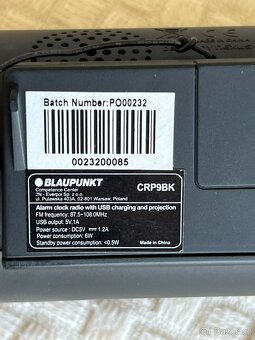 Batch Number:PO00232
0023200085
BLAUPUNKT
CRP9BK
Competence Center
2N - Everpol Sp. z o.o.
ul. Puławska 403A, 02-801 Warsaw, Poland
Alarm clock radio with USB charging and projection
FM frequency: 87.5~108.0MHz
USB output: 5V,1A
Power source : DC5V 1.2A
Power consumption: 6W
Standby power consumption: <0.5W
Made in China